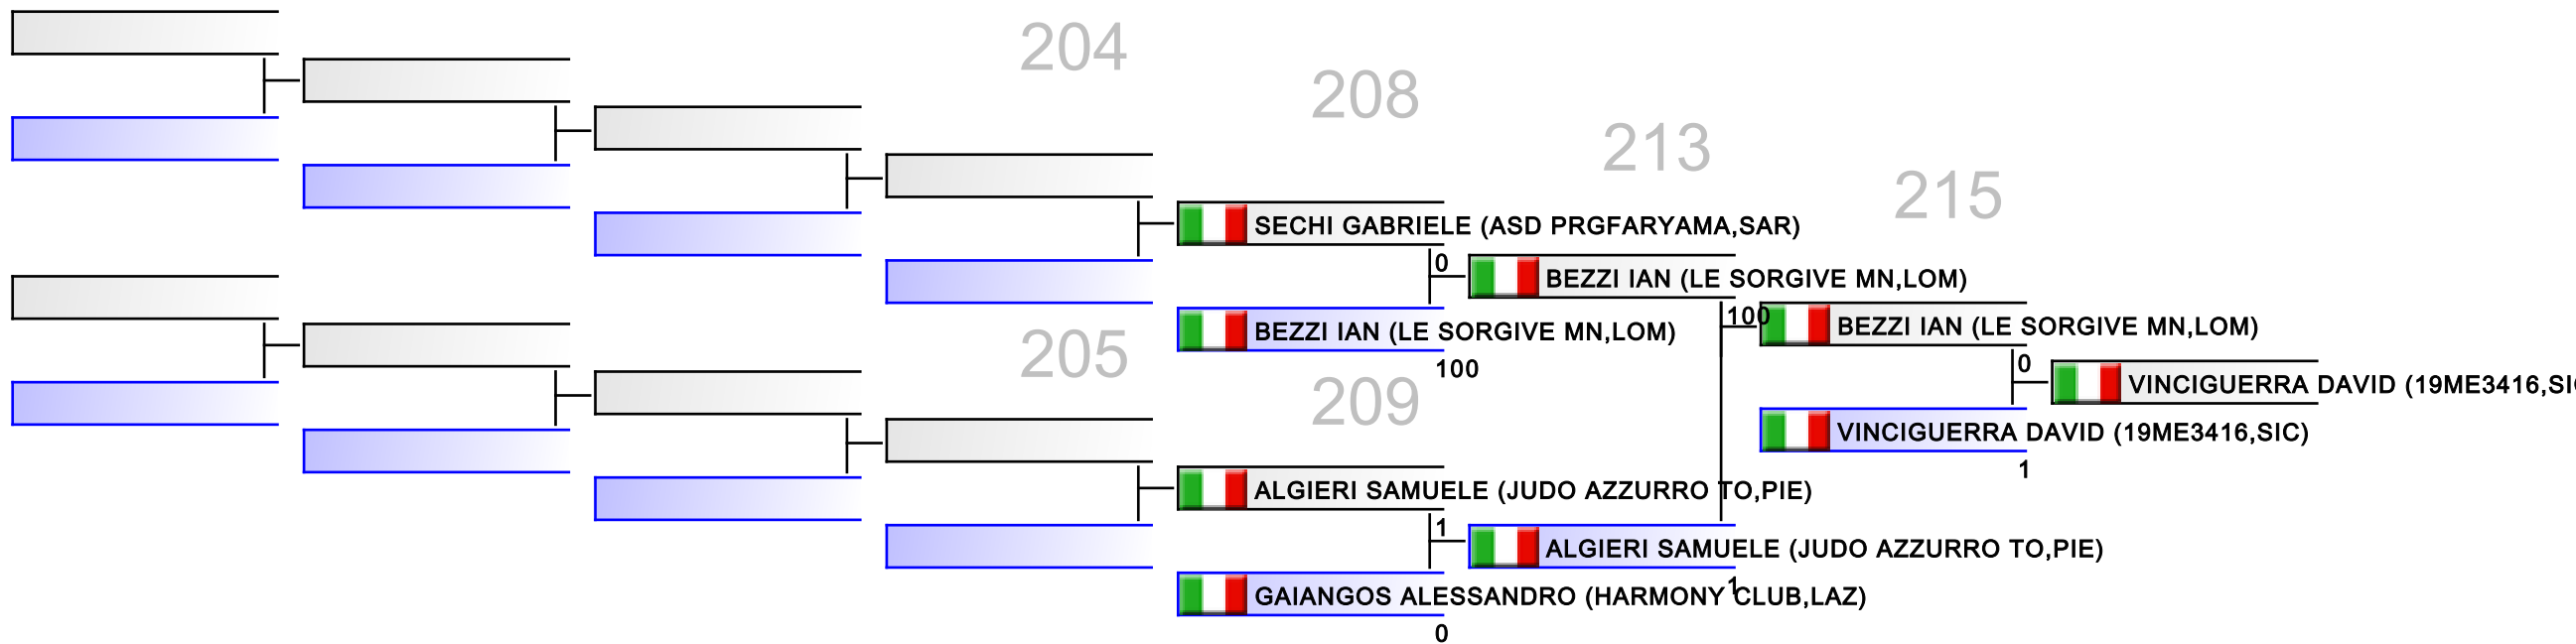 204
208
213
215
SECHI GABRIELE (ASD PRGFARYAMA,SAR)
0
BEZZI IAN (LE SORGIVE MN,LOM)
100
BEZZI IAN (LE SORGIVE MN,LOM)
BEZZI IAN (LE SORGIVE MN,LOM)
205
100
0
209
VINCIGUERRA DAVID (19ME3416,SI
VINCIGUERRA DAVID (19ME3416,SIC)
1
ALGIERI SAMUELE (JUDO AZZURRO TO,PIE)
1
ALGIERI SAMUELE (JUDO AZZURRO TO,PIE)
1
GAIANGOS ALESSANDRO (HARMONY CLUB,LAZ)
0